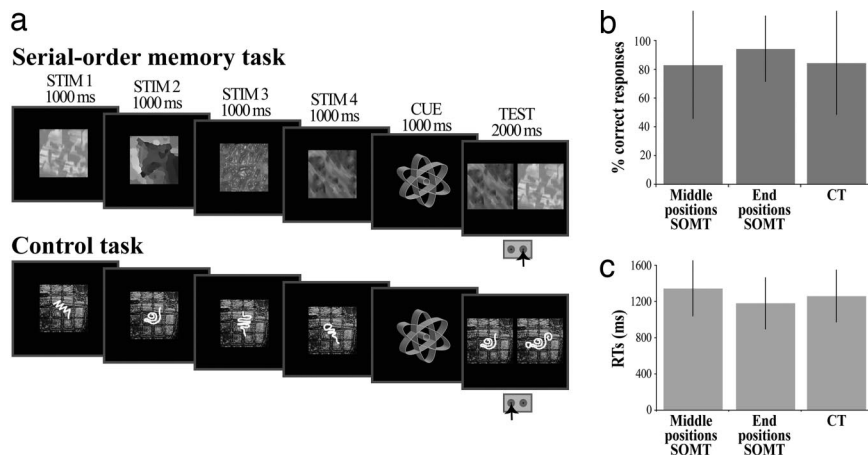 a
Serial-order memory task
STIM 1
1000 ms
STIM 2
1000 ms
STIM 3
1000 ms
STIM 4
1000 ms
CUE
1000 ms
TEST
2000 ms
Control task
b
% correct responses
100
80
60
40
20
0
Middle
positions
SOMT
End
positions
SOMT
CT
c
RTs (ms)
1600
1200
800
400
0
Middle
positions
SOMT
End
positions
SOMT
CT